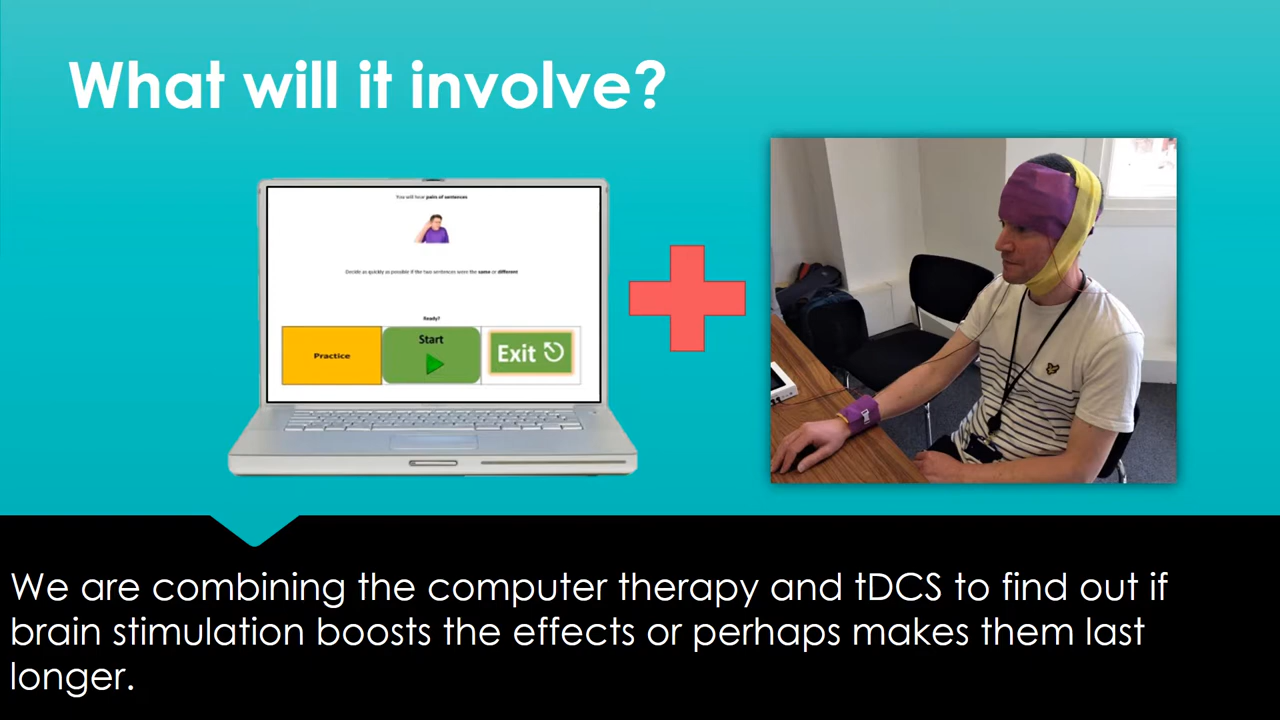 What will it involve?
You will hear pairs of sentences
Decide as quickly as possible if the two sentences were the same or different
Ready?
Practice
Start
Exit
We are combining the computer therapy and tDCS to find out if
brain stimulation boosts the effects or perhaps makes them last
longer.